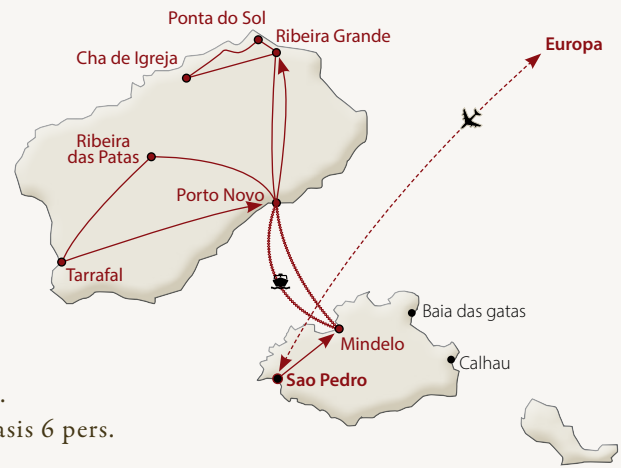 Ponta do Sol
Ribeira Grande
Europa
Cha de Igreja
Ribeira
das Patas
Porto Novo
Tarrafal
Baia das gatas
Mindelo
Calhau
Sao Pedro
asis 6 pers.